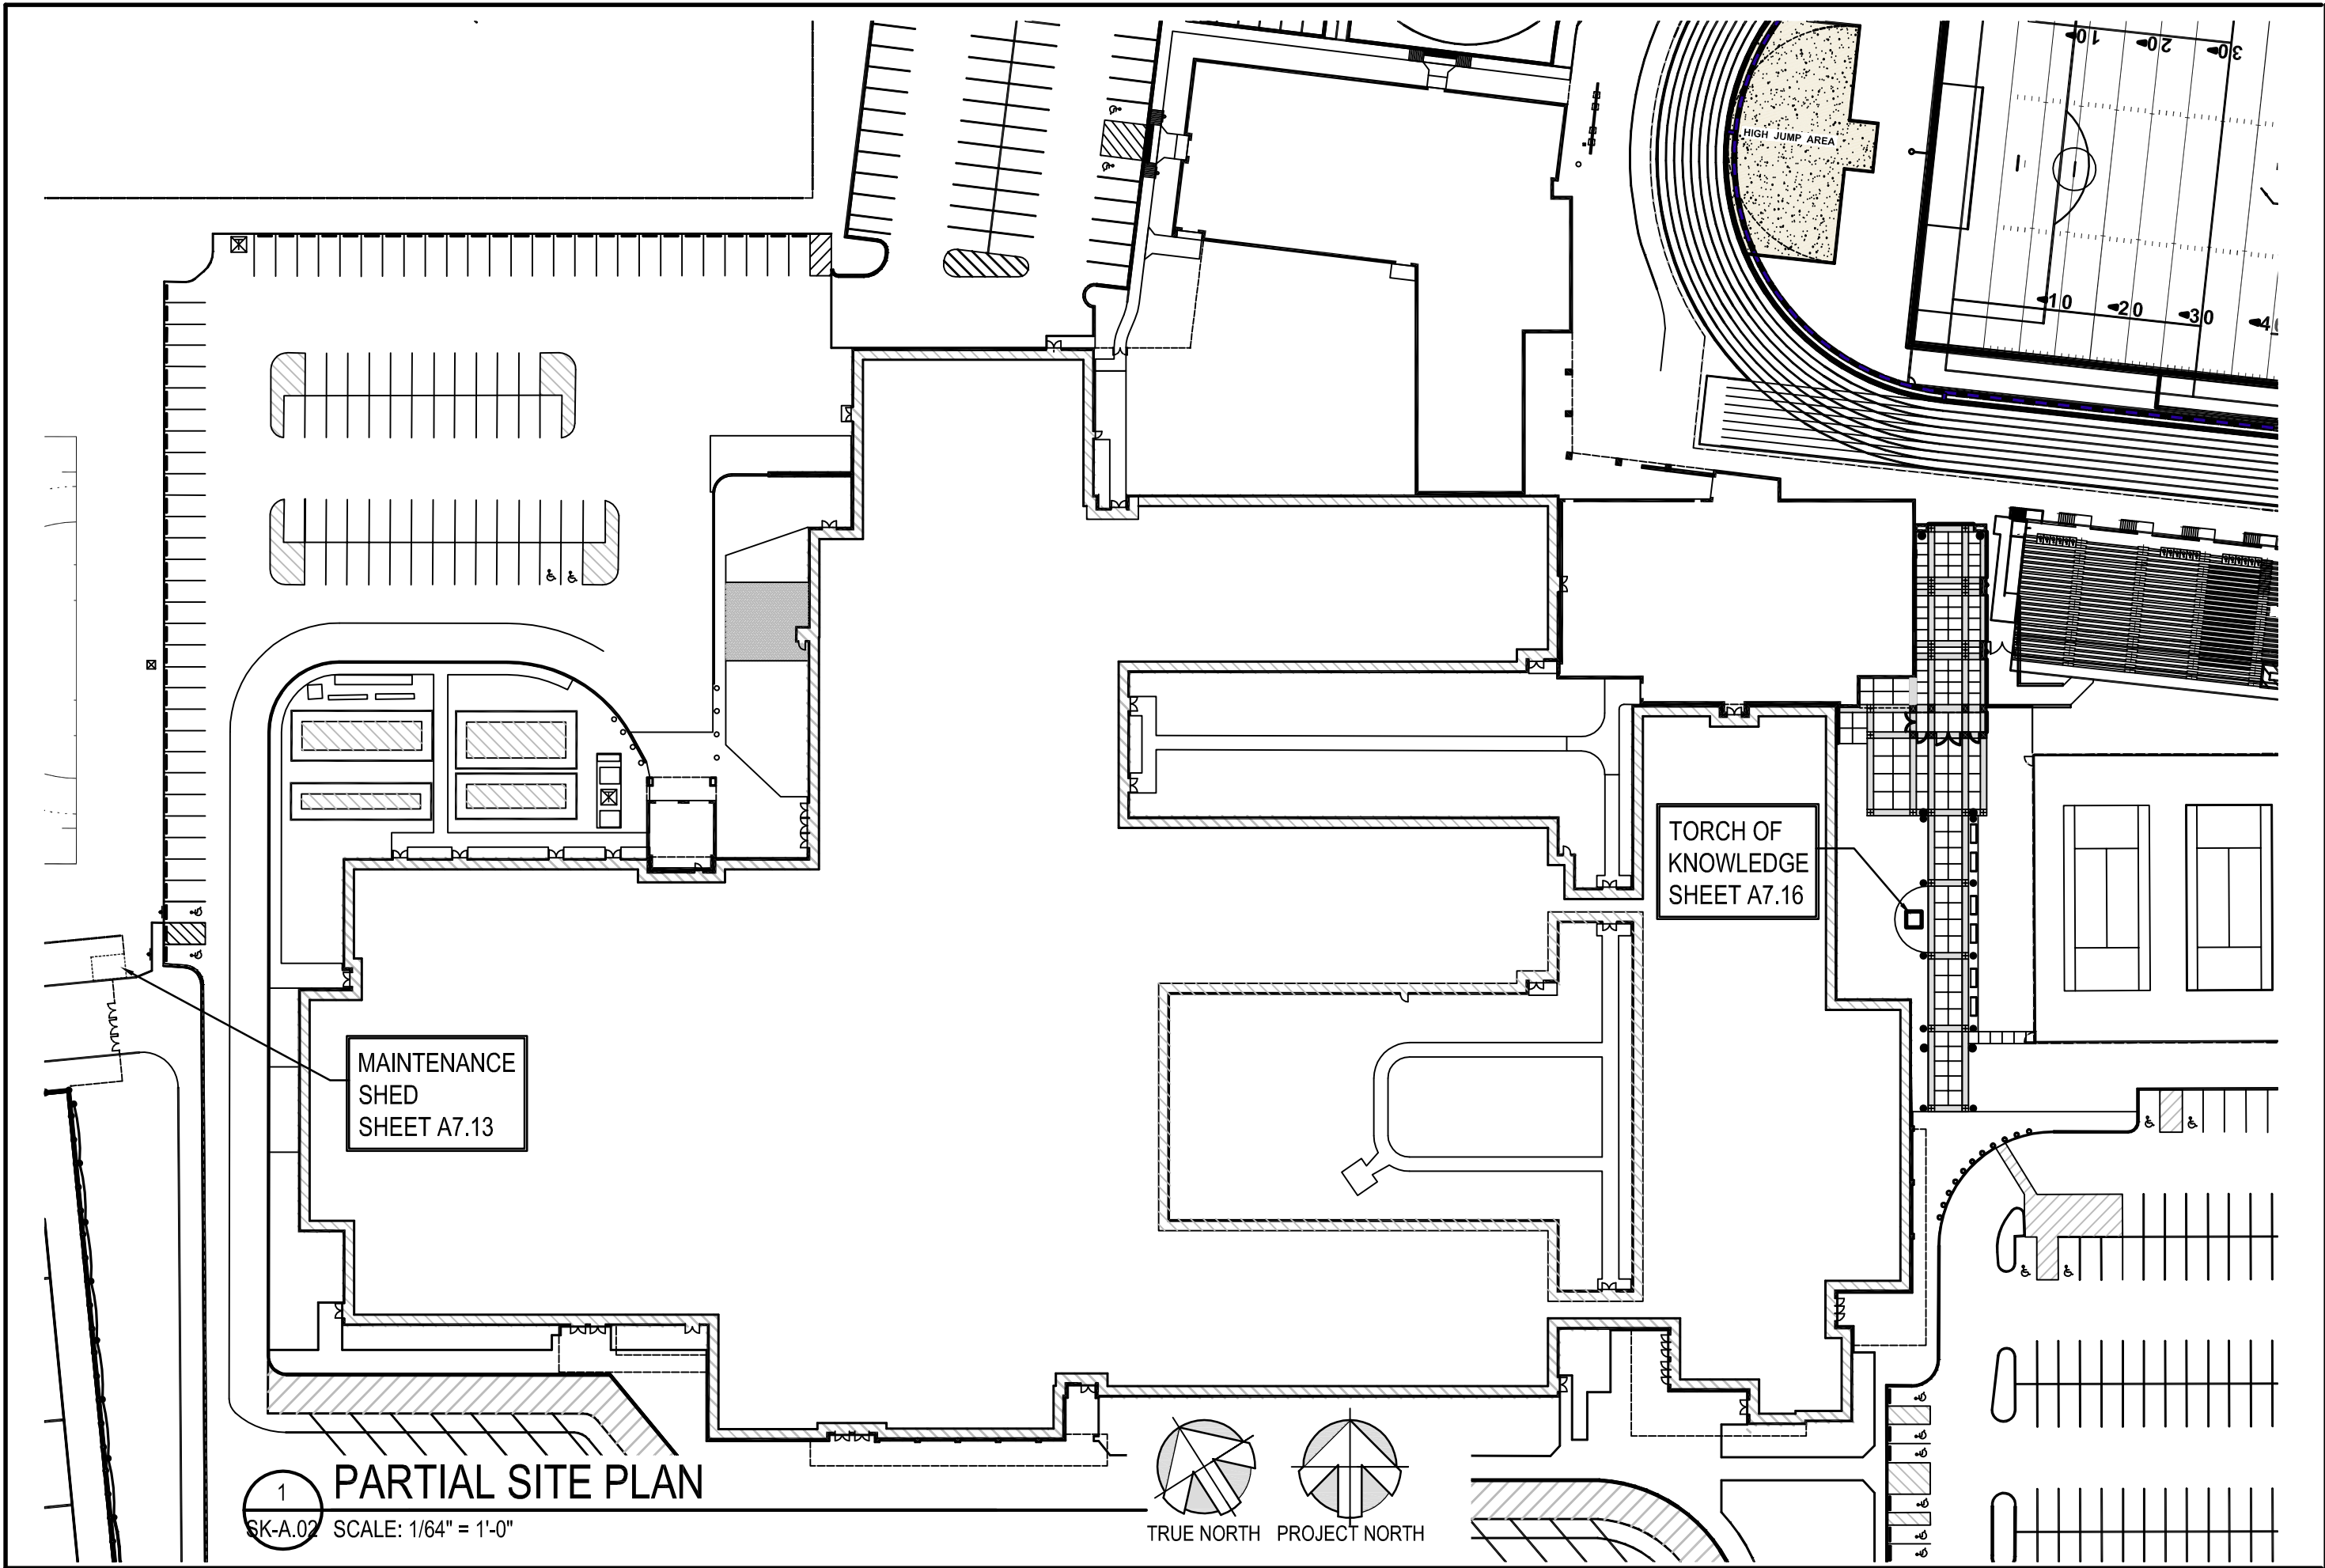 10
20
30
HIGH JUMP AREA
10
20
30
TORCH OF
KNOWLEDGE
SHEET A7.16
MAINTENANCE
SHED
SHEET A7.13
1
SK-A.02
PARTIAL SITE PLAN
SCALE: 1/64" = 1'-0"
TRUE NORTH
PROJECT NORTH